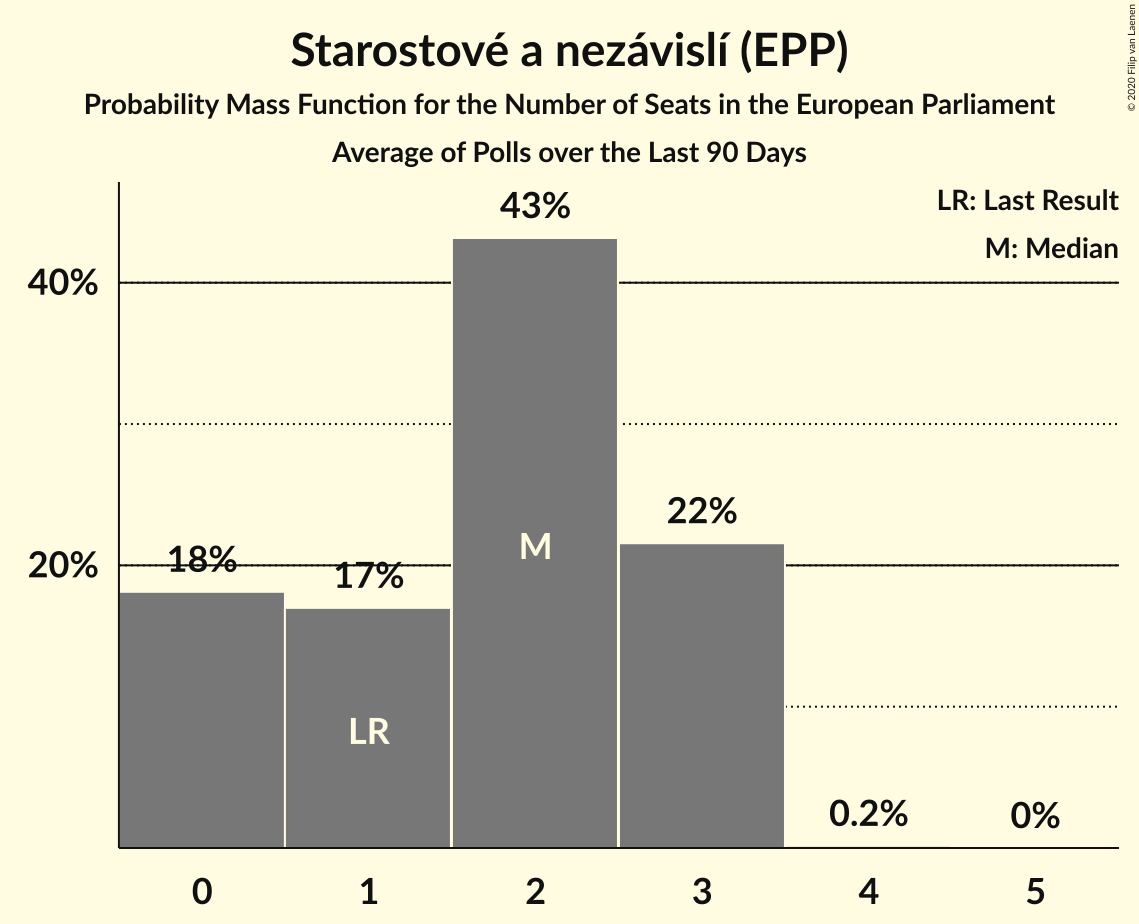 Starostové a nezávislí (EPP)
Probability Mass Function for the Number of Seats in the European Parliament
Average of Polls over the Last 90 Days
© 2020 Filip van Laenen
LR: Last Result
M: Median
43%
40%
22%
M
20%
18%
17%
LR
0.2%
0%
0 1 2 3 4 5